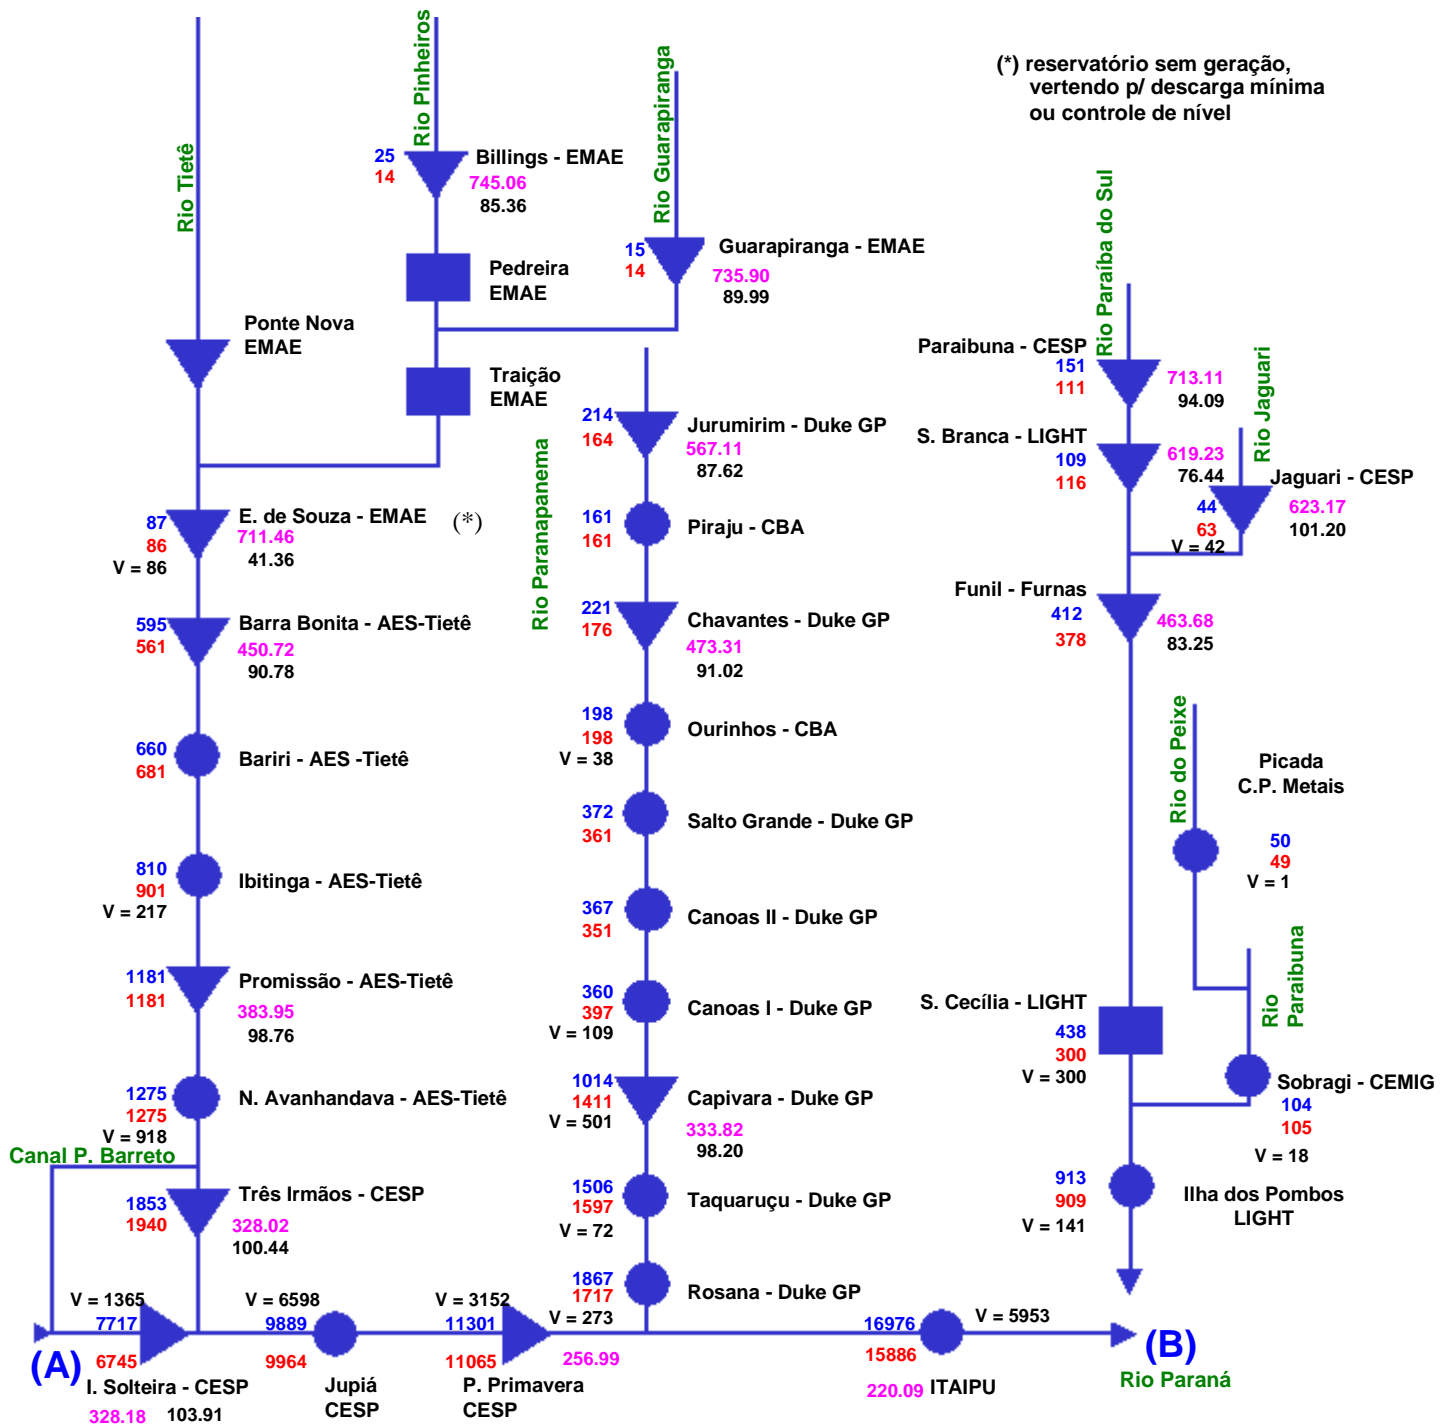 Rio Tietê
Rio Pinheiros
Rio Guarapiranga
(*) reservatório sem geração,
vertendo p/ descarga mínima
ou controle de nível
25
14
Billings - EMAE
745.06
85.36
15
14
Guarapiranga - EMAE
735.90
89.99
Pedreira
EMAE
Ponte Nova
EMAE
Traição
EMAE
87
86
V = 86
E. de Souza - EMAE
(*)
711.46
41.36
595
561
Barra Bonita - AES-Tietê
450.72
90.78
660
681
Bariri - AES -Tietê
810
901
V = 217
Ibitinga - AES-Tietê
1181
1181
Promissão - AES-Tietê
383.95
98.76
1275
1275
V = 918
N. Avanhandava - AES-Tietê
Canal P. Barreto
1853
1940
Três Irmãos - CESP
328.02
100.44
Rio Paranapanema
214
164
Jurumirim - Duke GP
567.11
87.62
161
161
Piraju - CBA
221
176
Chavantes - Duke GP
473.31
91.02
198
198
V = 38
Ourinhos - CBA
372
361
Salto Grande - Duke GP
367
351
Canoas II - Duke GP
360
397
V = 109
Canoas I - Duke GP
1014
1411
V = 501
Capivara - Duke GP
333.82
98.20
1506
1597
V = 72
Taquaruçu - Duke GP
1867
1717
V = 273
Rosana - Duke GP
Rio Paraíba do Sul
Paraibuna - CESP
151
111
713.11
94.09
Rio Jaguari
S. Branca - LIGHT
109
116
619.23
76.44
Jaguari - CESP
44
63
V = 42
623.17
101.20
Funil - Furnas
412
378
463.68
83.25
Rio do Peixe
Picada
C.P. Metais
50
49
V = 1
Rio
Paraibuna
S. Cecília - LIGHT
438
300
V = 300
Sobragi - CEMIG
104
105
V = 18
913
909
V = 141
Ilha dos Pombos
LIGHT
(A)
V = 1365
7717
6745
I. Solteira - CESP
328.18
103.91
V = 6598
9889
9964
Jupiá
CESP
V = 3152
11301
11065
256.99
P. Primavera
CESP
16976
15886
V = 5953
220.09
ITAIPU
(B)
Rio Paraná